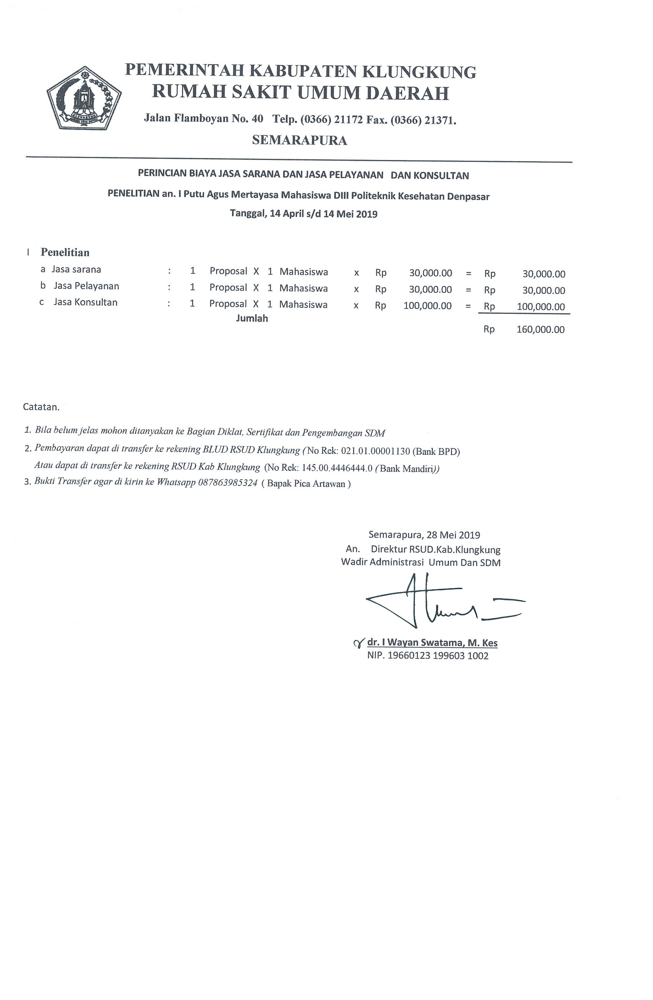 PEMERINTAH KABUPATEN KLUNGKUNG
RUMAH SAKIT UMUM DAERAH
Jalan Flamboyan No. 40 Telp. (0366) 21172 Fax. (0366) 21371.
SEMARAPURA
PERINCIAN BIAYA JASA SARANA DAN JASA PELAYANAN DAN KONSULTAN
PENELITIAN an. I Putu Agus Mertayasa Mahasiswa DIII Politeknik Kesehatan Denpasar
Tanggal, 14 April s/d 14 Mei 2019
I Penelitian
a Jasa sarana : 1 Proposal X 1 Mahasiswa x Rp 30,000.00 = Rp 30,000.00
b Jasa Pelayanan : 1 Proposal X 1 Mahasiswa x Rp 30,000.00 = Rp 30,000.00
c Jasa Konsultan : 1 Proposal X 1 Mahasiswa x Rp 100,000.00 = Rp 100,000.00
Jumlah
Rp 160,000.00
Catatan.
1. Bila belum jelas mohon ditanyakan ke Bagian Diklat, Sertifikat dan Pengembangan SDM
2. Pembayaran dapat di transfer ke rekening BLUD RSUD Klungkung (No Rek: 021.01.00001130 (Bank BPD)
Atau dapat di transfer ke rekening RSUD Kab Klungkung (No Rek: 145.00.4446444.0 (Bank Mandiri))
3. Bukti Transfer agar di kirin ke Whatsapp 087863985324 ( Bapak Pica Artawan )
Semarapura, 28 Mei 2019
An. Direktur RSUD.Kab.Klungkung
Wadir Administrasi Umum Dan SDM
dr. I Wayan Swatama, M. Kes
NIP. 19660123 199603 1002